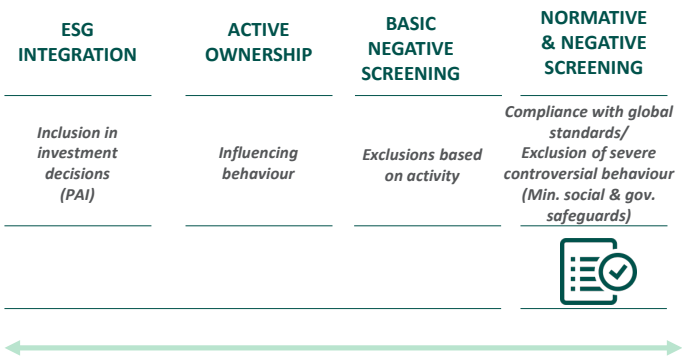 ESG
INTEGRATION
ACTIVE
OWNERSHIP
BASIC
NEGATIVE
SCREENING
NORMATIVE
& NEGATIVE
SCREENING
Inclusion in
investment
decisions
(PAI)
Influencing
behaviour
Exclusions based
on activity
Compliance with global
standards/
Exclusion of severe
controversial behaviour
(Min. social & gov.
safeguards)